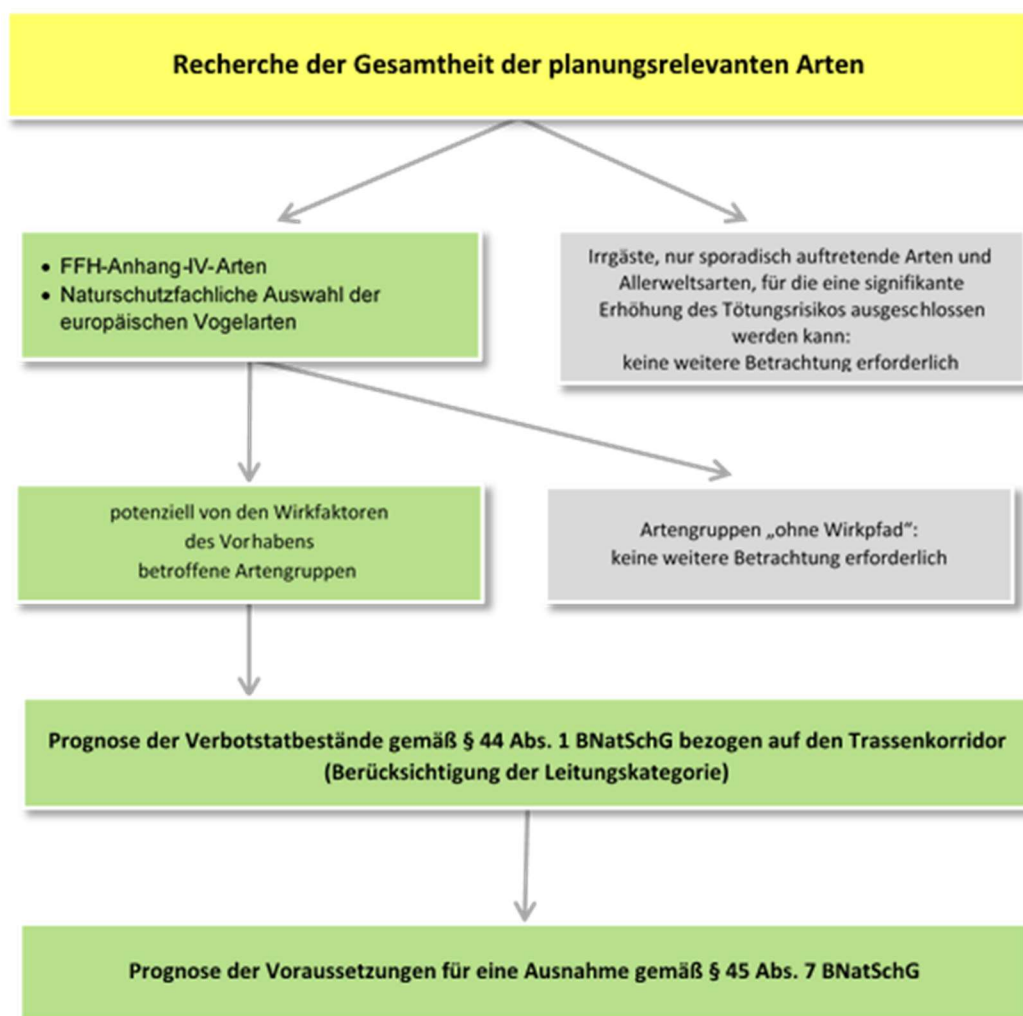 Recherche der Gesamtheit der planungsrelevanten Arten
• FFH-Anhang-IV-Arten
• Naturschutzfachliche Auswahl der
europäischen Vogelarten
Irrgäste, nur sporadisch auftretende Arten und
Allerweltsarten, für die eine signifikante
Erhöhung des Tötungsrisikos ausgeschlossen
werden kann:
keine weitere Betrachtung erforderlich
potenziell von den Wirkfaktoren
des Vorhabens
betroffene Artengruppen
Artengruppen „ohne Wirkpfad“:
keine weitere Betrachtung erforderlich
Prognose der Verbotstatbestände gemäß § 44 Abs. 1 BNatSchG bezogen auf den Trassenkorridor
(Berücksichtigung der Leitungskategorie)
Prognose der Voraussetzungen für eine Ausnahme gemäß § 45 Abs. 7 BNatSchG